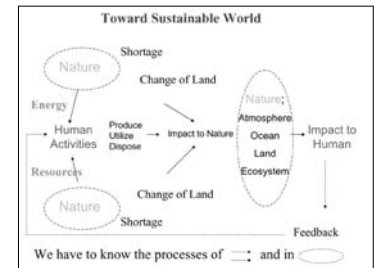 Toward Sustainable World
Shortage
Nature
Change of Land
Energy
Nature;
Atmosphere
Ocean
Land
Ecosystem
Human
Activities
Produce
Utilize
Dispose
Impact to Nature
Impact to
Human
Resources
Change of Land
Nature
Shortage
Feedback
We have to know the processes of and in